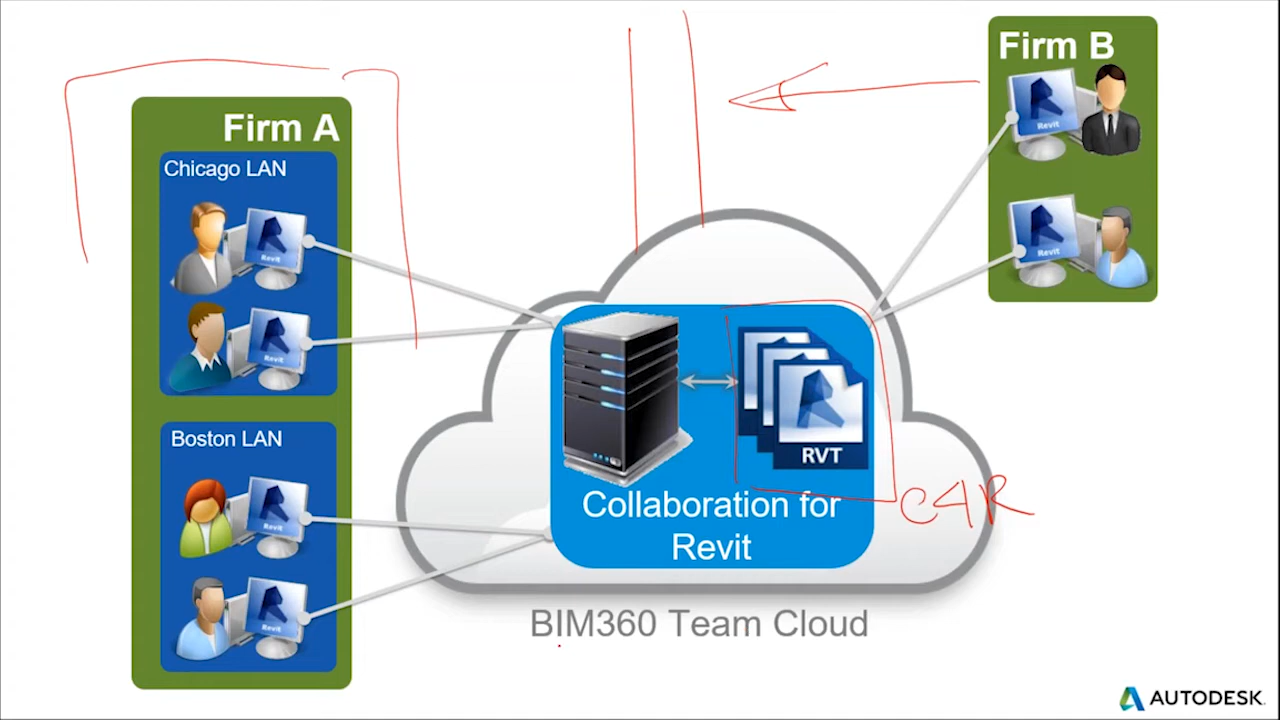 Firm A
Chicago LAN
Revit
Revit
Boston LAN
Revit
Revit
Firm B
Revit
Revit
RVT
Collaboration for
Revit
C4R
BIM360 Team Cloud
AUTODESK.